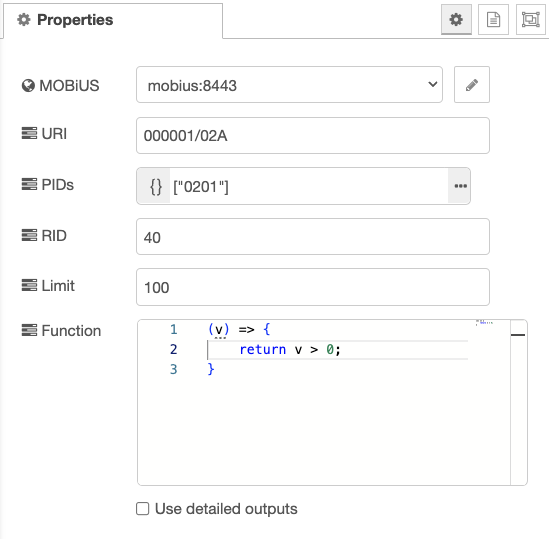 Properties
MOBiUS mobius:8443
URI 000001/02A
PIDs {} ["0201"] •••
RID 40
Limit 100
Function 1 (v) => {
2 return v > 0;
3 }
Use detailed outputs